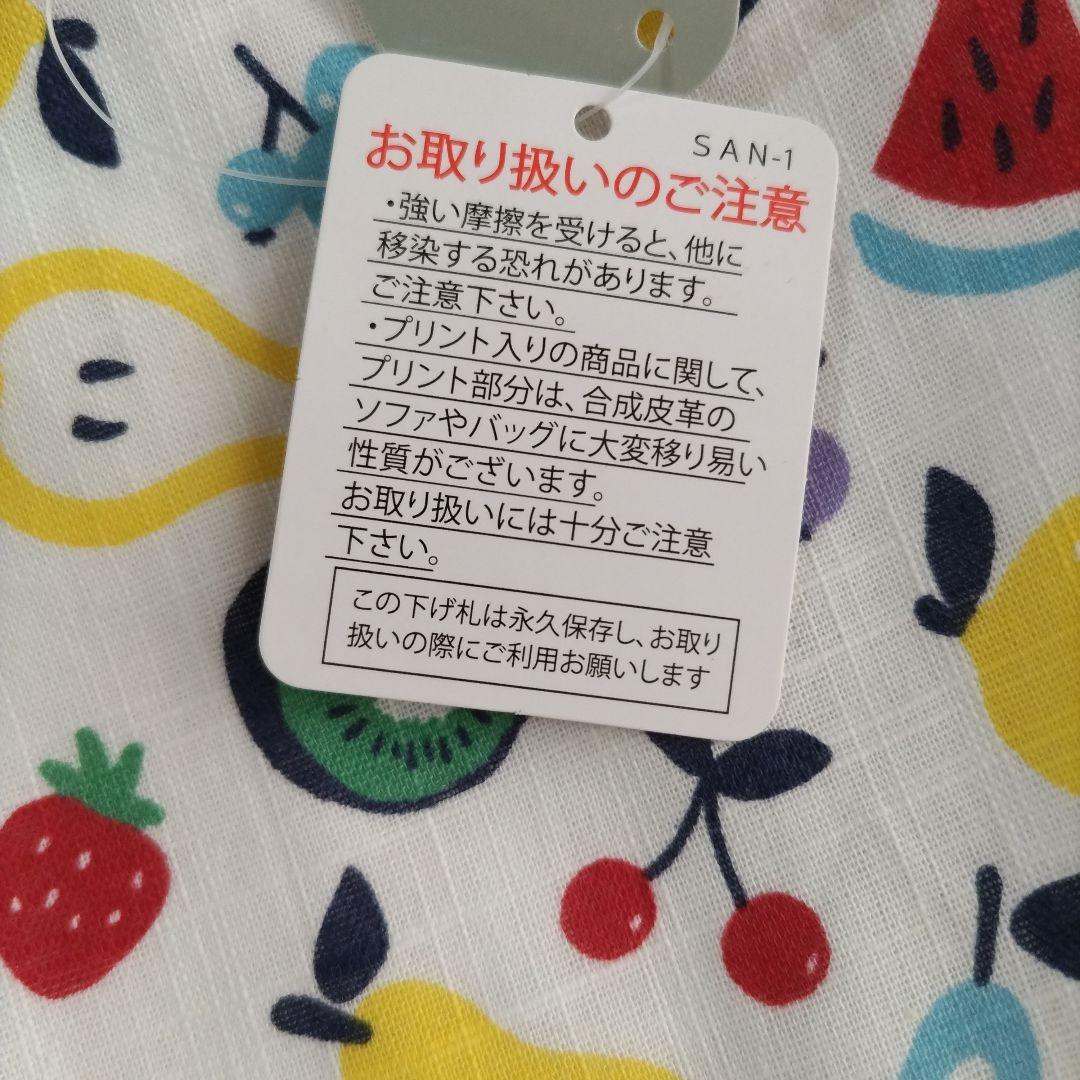 SAN-1
お取り扱いのご注意
・強い摩擦を受けると、他に
移染する恐れがあります。
ご注意下さい。
・プリント入りの商品に関して、
プリント部分は、合成皮革の
ソファやバッグに大変移り易い
性質がございます。
お取り扱いには十分ご注意
下さい。
この下げ札は永久保存し、お取り
扱いの際にご利用お願いします